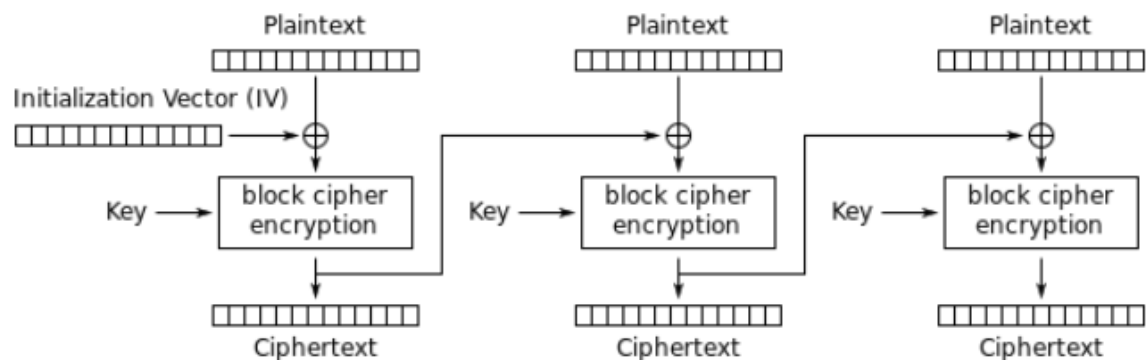 Plaintext
Plaintext
Plaintext
Initialization Vector (IV)
Key
block cipher
encryption
Key
block cipher
encryption
Key
block cipher
encryption
Ciphertext
Ciphertext
Ciphertext